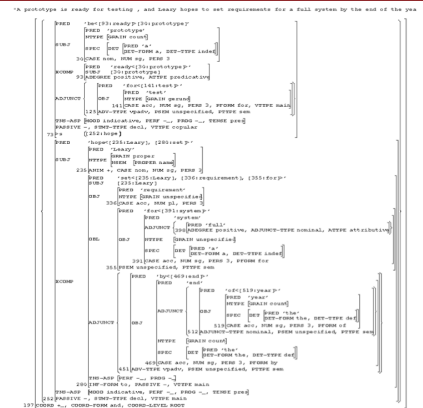 "A prototype is ready for testing , and Leary hopes to set requirements for a full system by the end of the yea
PRED 'be<[93:ready]>[30:prototype]'
PRED 'prototype'
NTYPE [GRAIN count]
SUBJ
SPEC [DET [PRED 'a'
DET-FORM a, DET-TYPE indef]]
30 CASE nom, NUM sg, PERS 3
PRED 'ready<[30:prototype]>'
XCOMP SUBJ [30:prototype]
93 ADEGREE positive, ATYPE predicative
PRED 'for<[141:test]>'
PRED 'test'
ADJUNCT OBJ NTYPE [GRAIN gerund]
141 CASE acc, NUM sg, PERS 3, PFORM for, VTYPE main
125 ADV-TYPE vpadv, PSEM unspecified, PTYPE sem
TNS-ASP [MOOD indicative, PERF -_, PROG -_, TENSE pres]
PASSIVE -, STMT-TYPE decl, VTYPE copular
[252:hope]
PRED 'hope<[235:Leary], [280:set]>'
PRED 'Leary'
SUBJ NTYPE [GRAIN proper
NSEM [PROPER name]]
235 ANIM +, CASE nom, NUM sg, PERS 3
PRED 'set<[235:Leary], [336:requirement], [355:for]>'
SUBJ [235:Leary]
PRED 'requirement'
OBJ NTYPE [GRAIN unspecified]
336 CASE acc, NUM pl, PERS 3
PRED 'for<[391:system]>'
PRED 'system'
ADJUNCT [PRED 'full'
ADEGREE positive, ADJUNCT-TYPE nominal, ATYPE attributive]
OBL OBJ NTYPE [GRAIN unspecified]
SPEC [DET [PRED 'a'
DET-FORM a, DET-TYPE indef]]
391 CASE acc, NUM sg, PERS 3, PFORM for
355 PSEM unspecified, PTYPE sem
XCOMP PRED 'by<[469:end]>'
PRED 'end'
PRED 'of<[519:year]>'
PRED 'year'
NTYPE [GRAIN count]
ADJUNCT OBJ
SPEC [DET [PRED 'the'
DET-FORM the, DET-TYPE def]]
519 CASE acc, NUM sg, PERS 3, PFORM of
512 ADJUNCT-TYPE nominal, PSEM unspecified, PTYPE sem
ADJUNCT OBJ
NTYPE [GRAIN count]
SPEC [DET [PRED 'the'
DET-FORM the, DET-TYPE def]]
469 CASE acc, NUM sg, PERS 3, PFORM by
451 ADV-TYPE vpadv, PSEM unspecified, PTYPE sem
TNS-ASP [PERF -_, PROG -_]
280 INF-FORM to, PASSIVE -, VTYPE main
TNS-ASP [MOOD indicative, PERF -_, PROG -_, TENSE pres]
252 PASSIVE -, STMT-TYPE decl, VTYPE main
197 COORD +_, COORD-FORM and, COORD-LEVEL ROOT